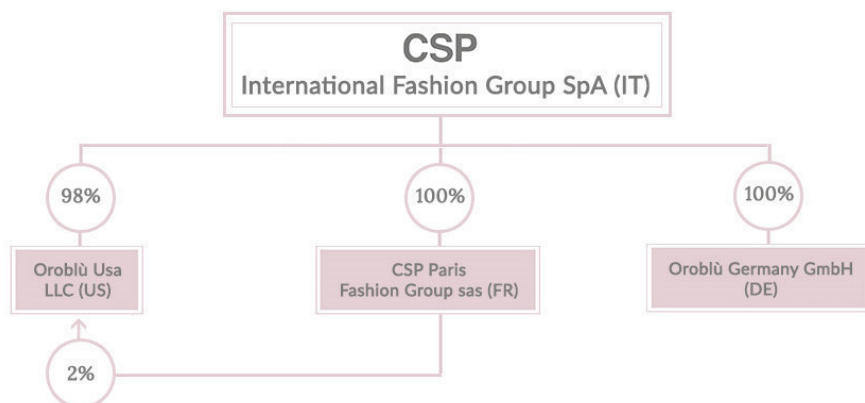 CSP
International Fashion Group SpA (IT)
98%
100%
100%
Oroblù Usa
LLC (US)
CSP Paris
Fashion Group sas (FR)
Oroblù Germany GmbH
(DE)
2%